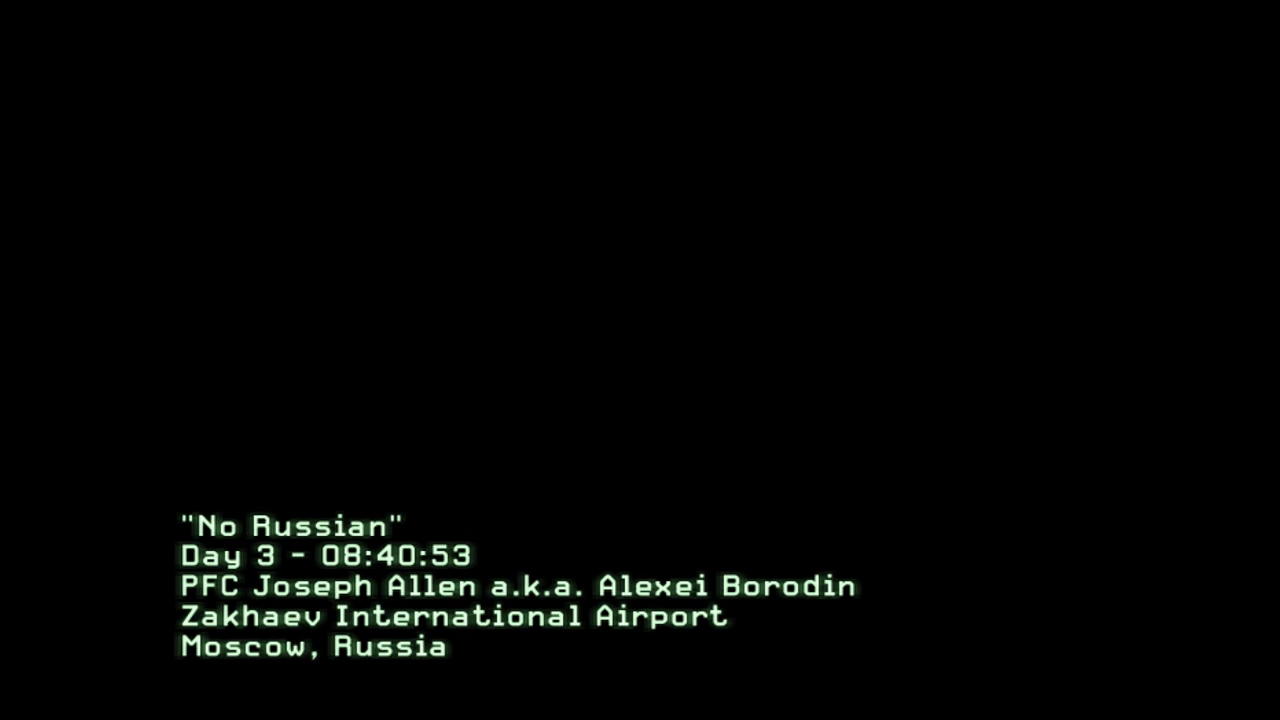 "No Russian"
Day 3 - 08:40:53
PFC Joseph Allen a.k.a. Alexei Borodin
Zakhaev International Airport
Moscow, Russia